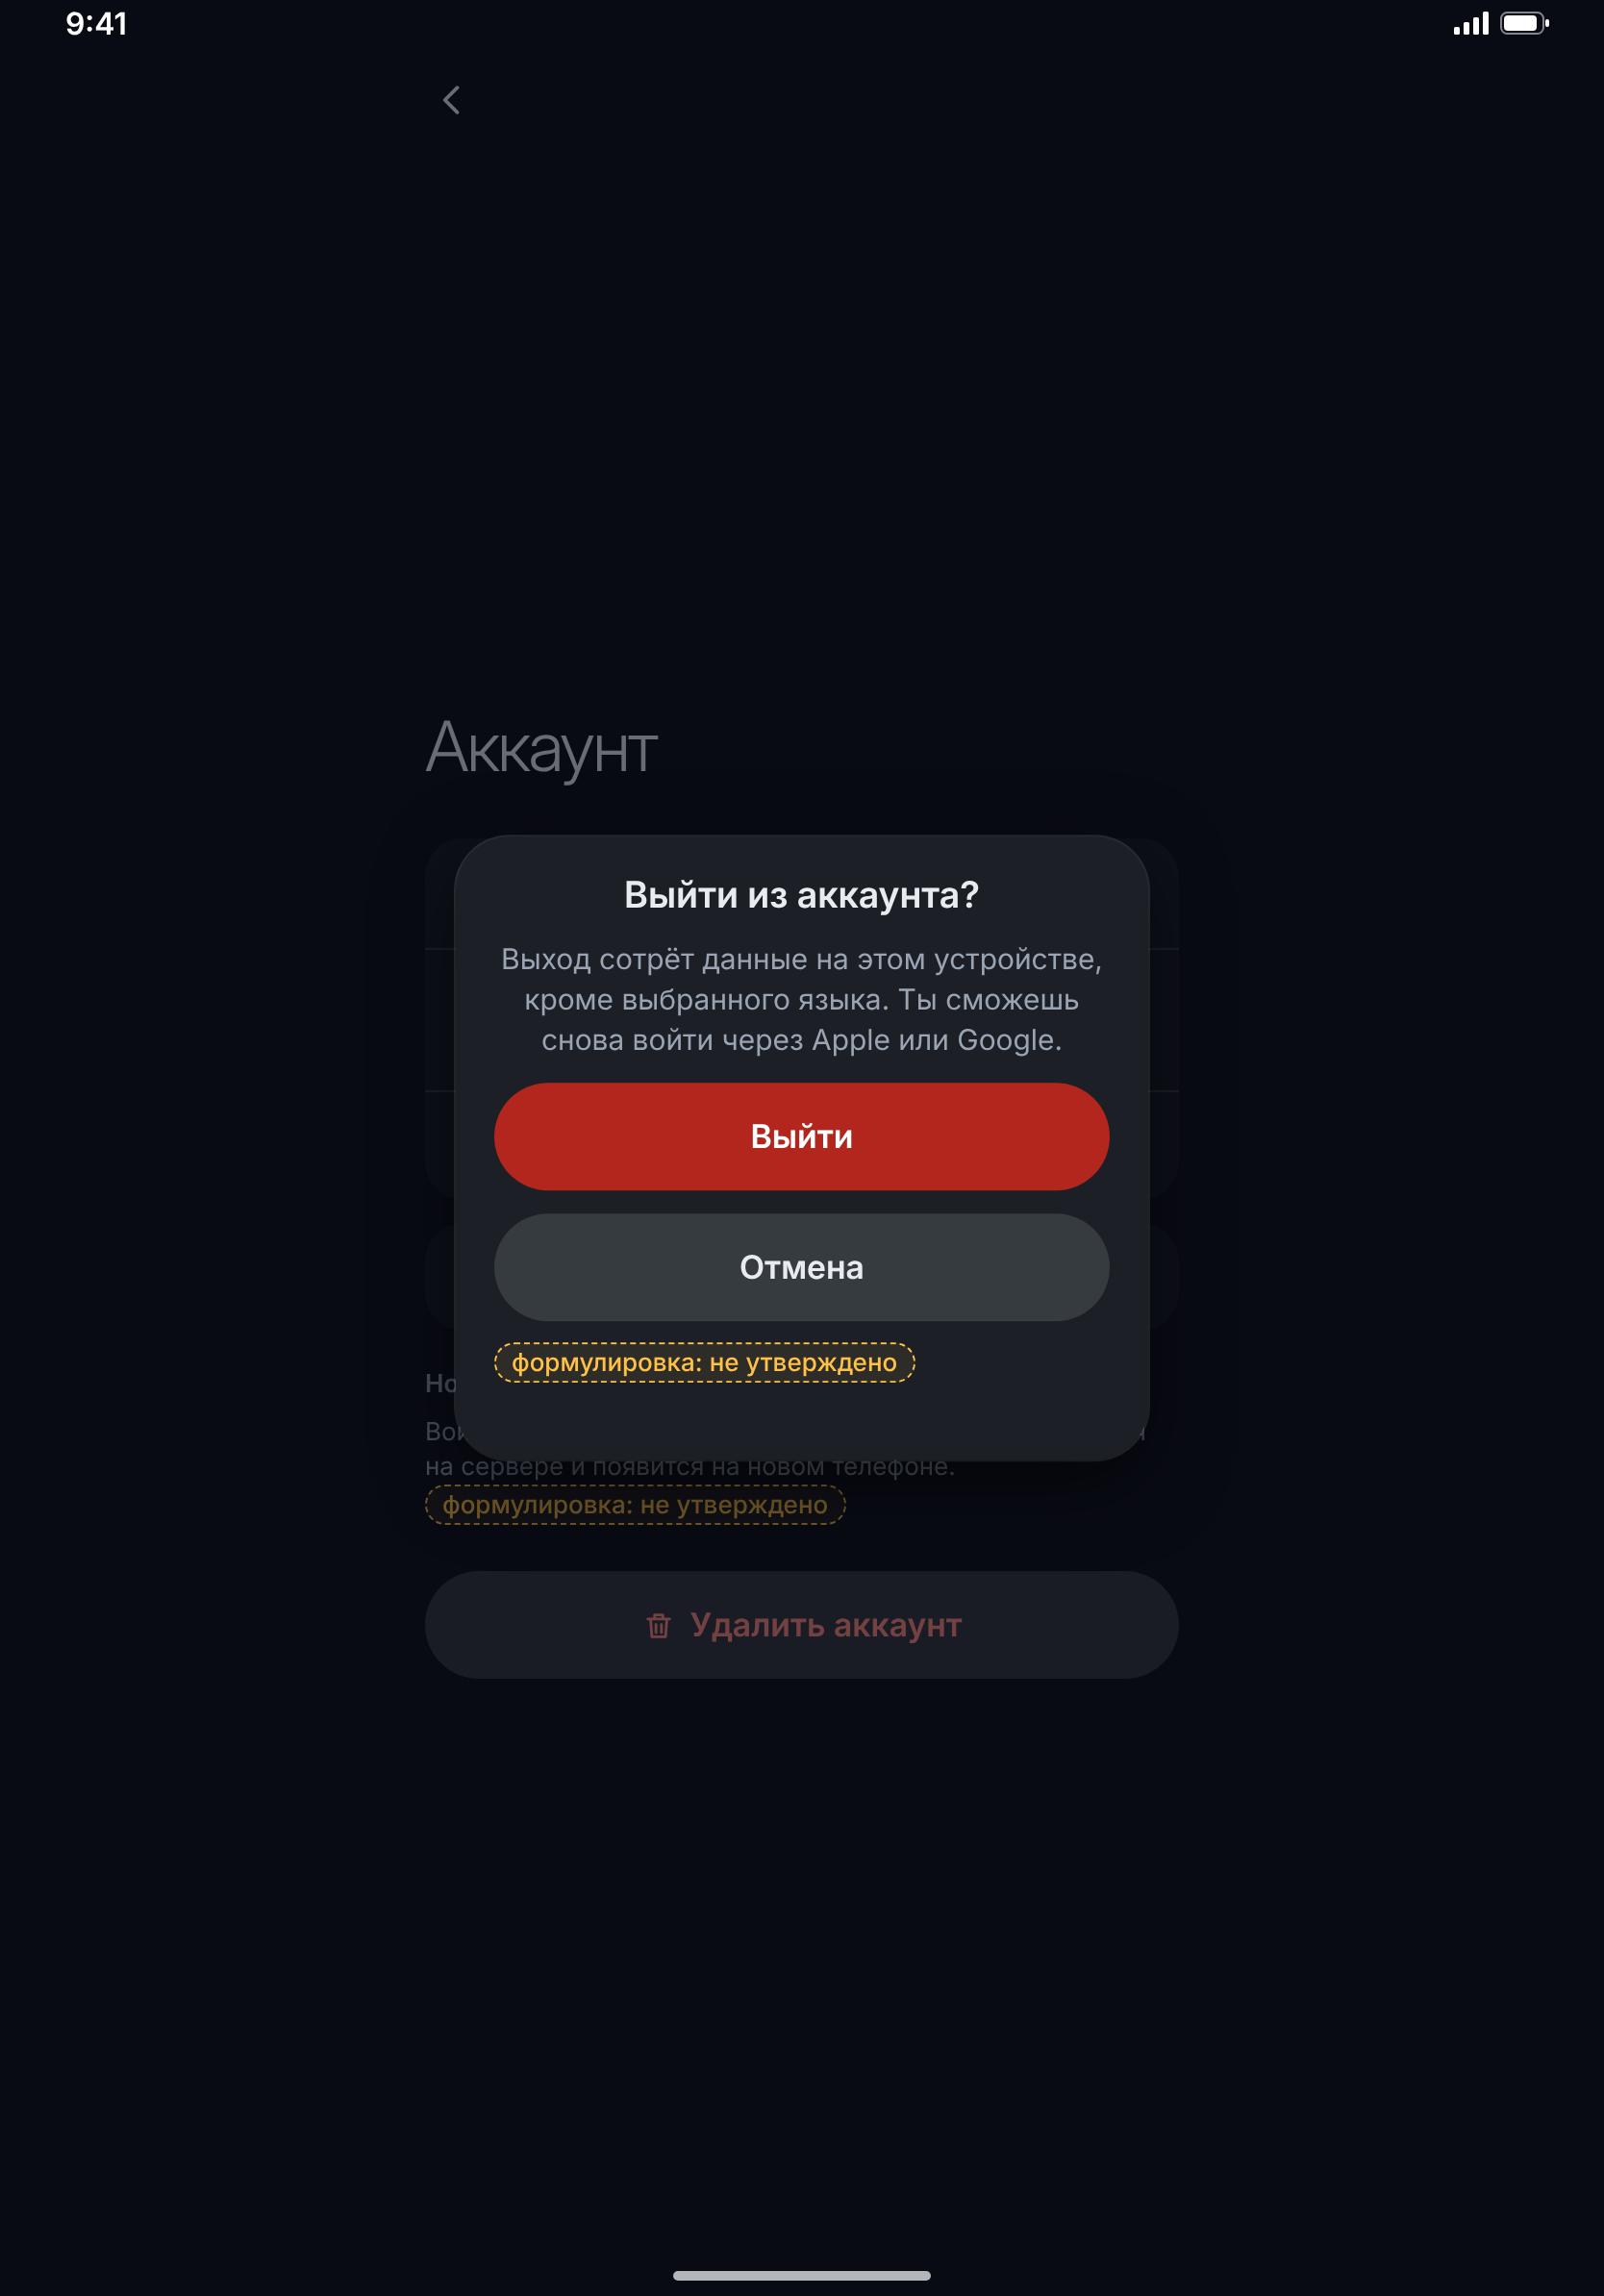 9:41
Аккаунт
Выйти из аккаунта?
Выход сотрёт данные на этом устройстве,
кроме выбранного языка. Ты сможешь
снова войти через Apple или Google.
Выйти
Отмена
формулировка: не утверждено
на сервере и появится на новом телефоне.
формулировка: не утверждено
Удалить аккаунт